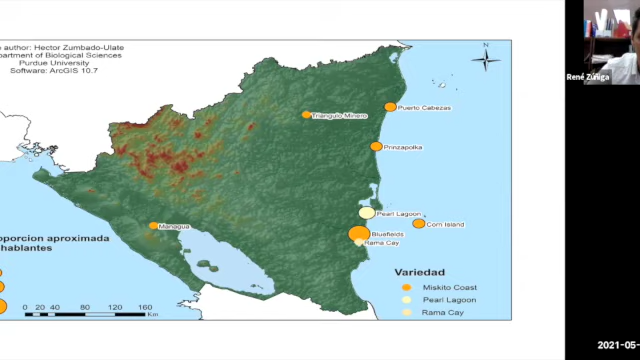 author: Hector Zumbado-Ulate
partment of Biological Sciences
Purdue University
Software: ArcGIS 10.7
N
René Zúñiga
Puerto Cabezas
Triangulo Minero
Prinzapolka
Pearl Lagoon
Corn Island
Managua
Bluefields
Rama Cay
oporcion aproximada
hablantes
Variedad
Miskito Coast
Pearl Lagoon
Rama Cay
0 20 40 80 120 160
Km
2021-05-